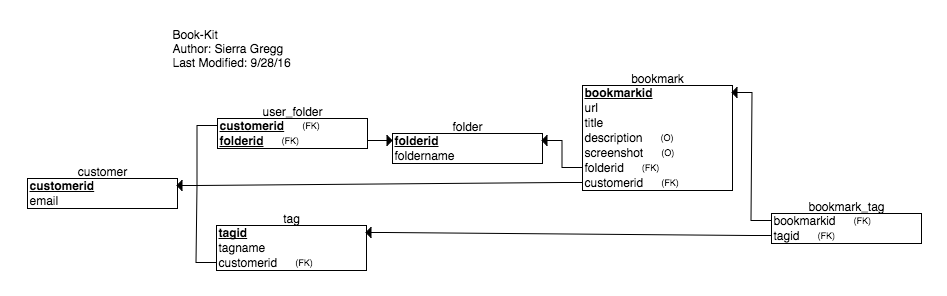 Book-Kit
Author: Sierra Gregg
Last Modified: 9/28/16
bookmark
bookmarkid
url
title
description (O)
screenshot (O)
folderid (FK)
customerid (FK)
user_folder
customerid (FK)
folderid (FK)
folder
folderid
foldername
customer
customerid
email
tag
tagid
tagname
customerid (FK)
bookmark_tag
bookmarkid (FK)
tagid (FK)